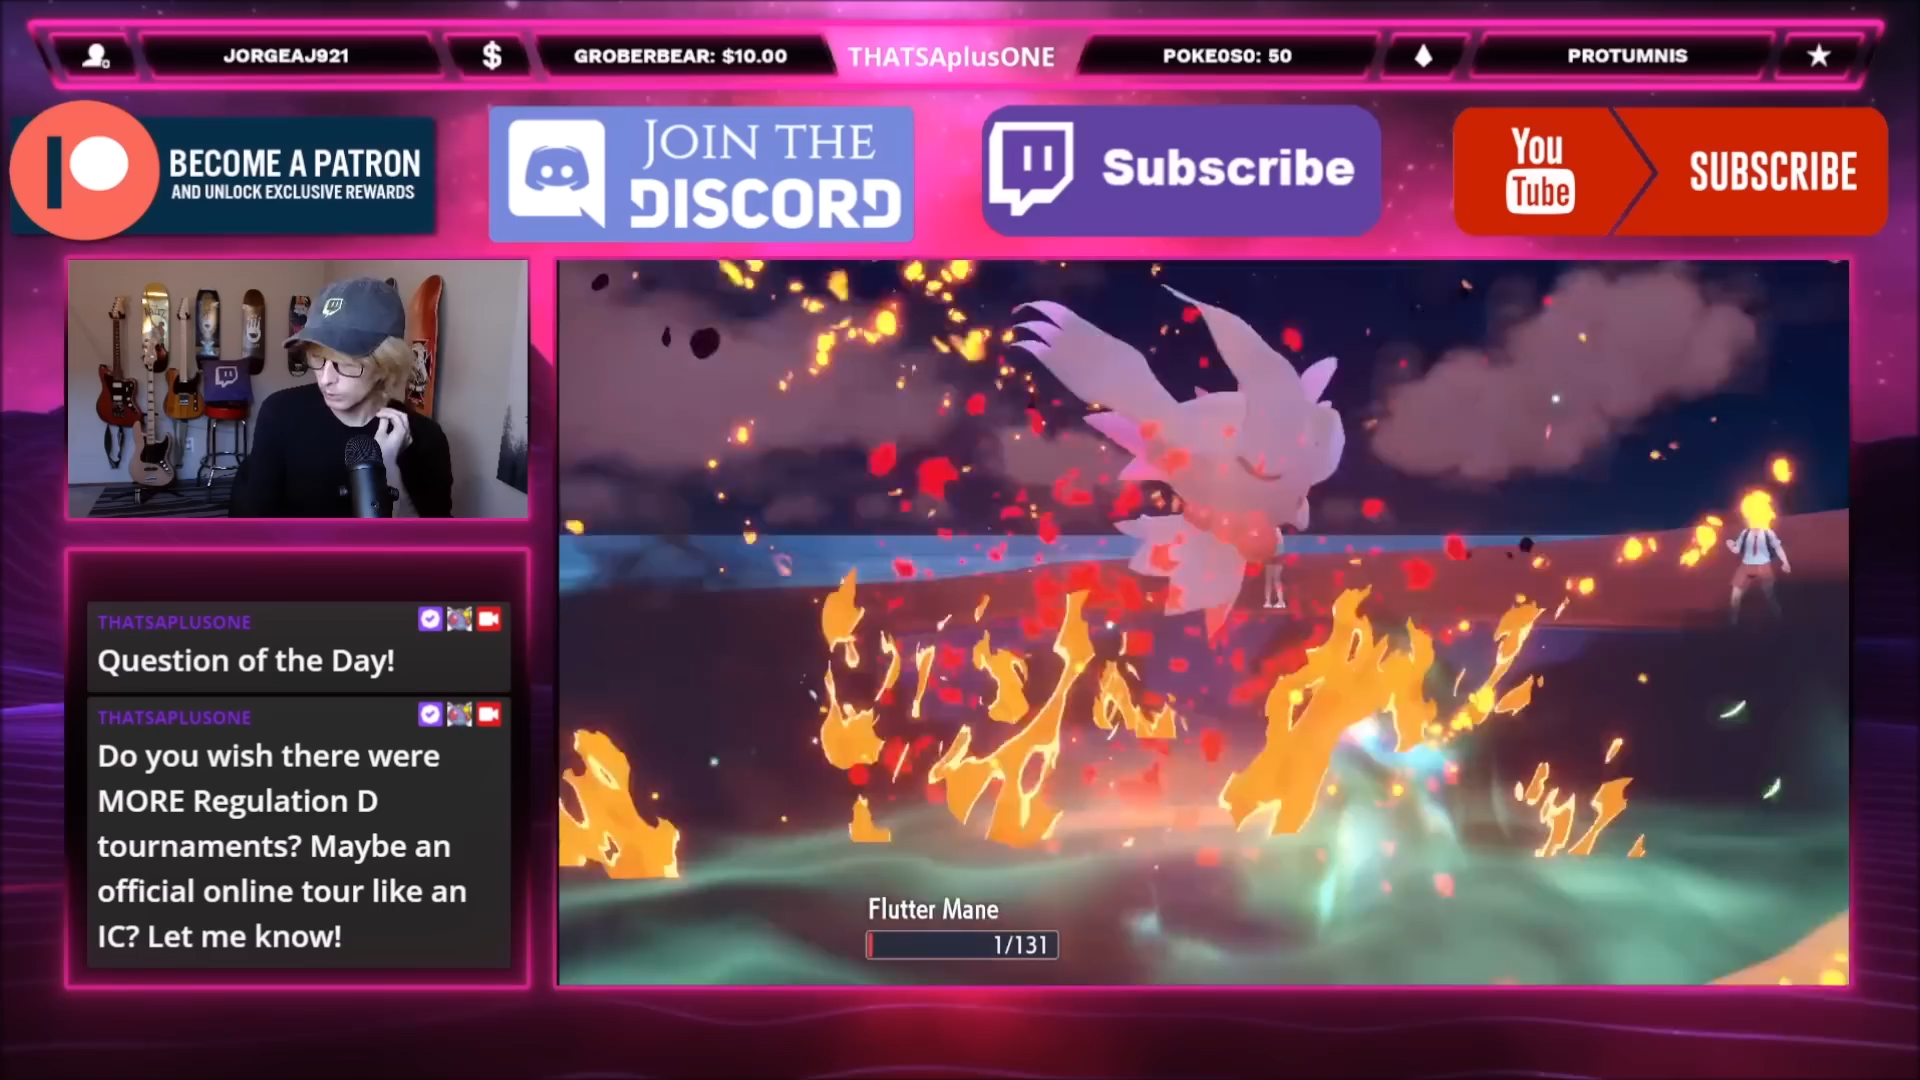 JORGEAJ921
$
GROBERBEAR: $10.00
THATSAplusONE
POKE0S0: 50
PROTUMNIS
BECOME A PATRON
AND UNLOCK EXCLUSIVE REWARDS
JOIN THE
DISCORD
Subscribe
You
Tube
SUBSCRIBE
THATSAPLUSONE
Question of the Day!
THATSAPLUSONE
Do you wish there were
MORE Regulation D
tournaments? Maybe an
official online tour like an
IC? Let me know!
Flutter Mane
1/131